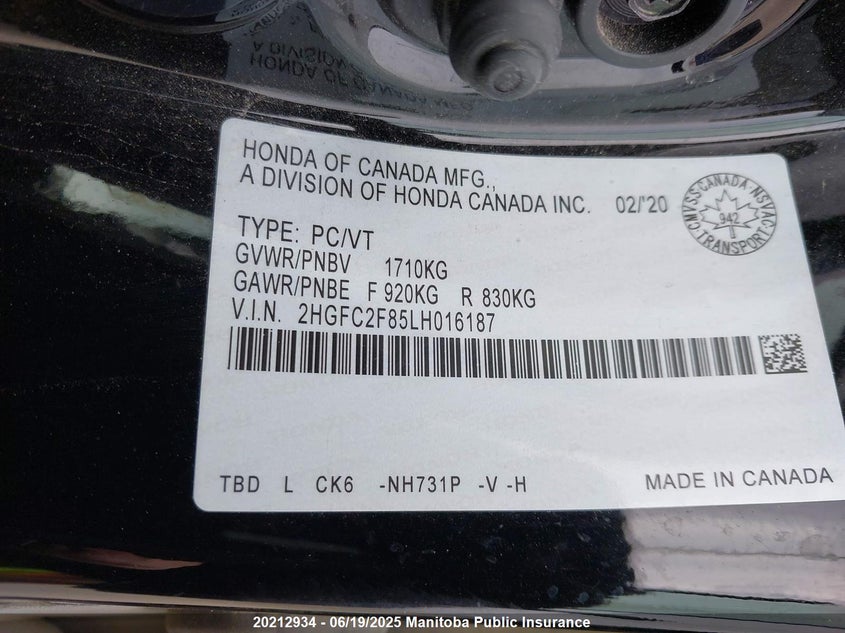 HONDA OF CANADA MFG.,
A DIVISION OF HONDA CANADA INC. 02/'20
CMVSS CANADA NSVAC
942
TRANSPORT
TYPE: PC/VT
GVWR/PNBV 1710KG
GAWR/PNBE F 920KG R 830KG
V.I.N. 2HGFC2F85LH016187
TBD L CK6 -NH731P -V -H
MADE IN CANADA
20212934 - 06/19/2025 Manitoba Public Insurance